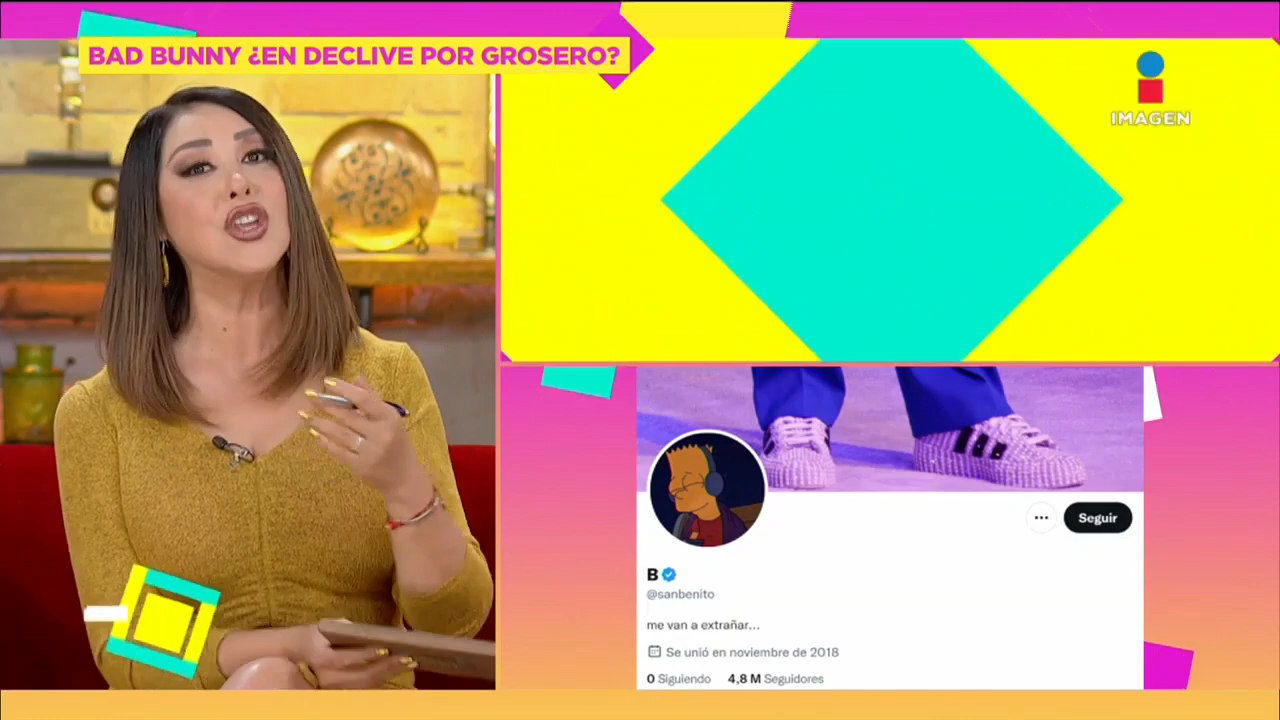 BAD BUNNY ¿EN DECLIVE POR GROSERO?
IMAGEN
Seguir
B
@sanbenito
me van a extrañar...
Se unió en noviembre de 2018
0 Siguiendo 4,8 M Seguidores